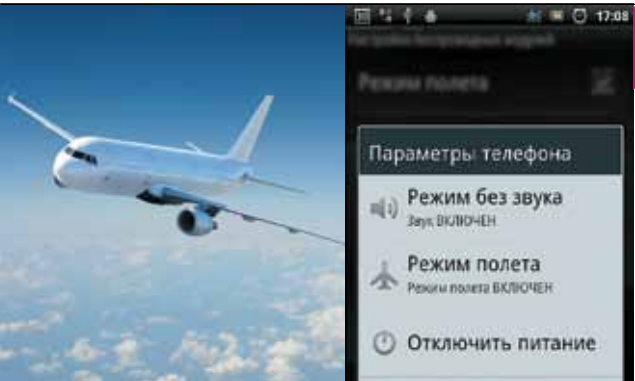 17:08
Режим полета
Параметры телефона
Режим без звука
Звук ВКЛЮЧЕН
Режим полета
Режим полета ВКЛЮЧЕН
Отключить питание